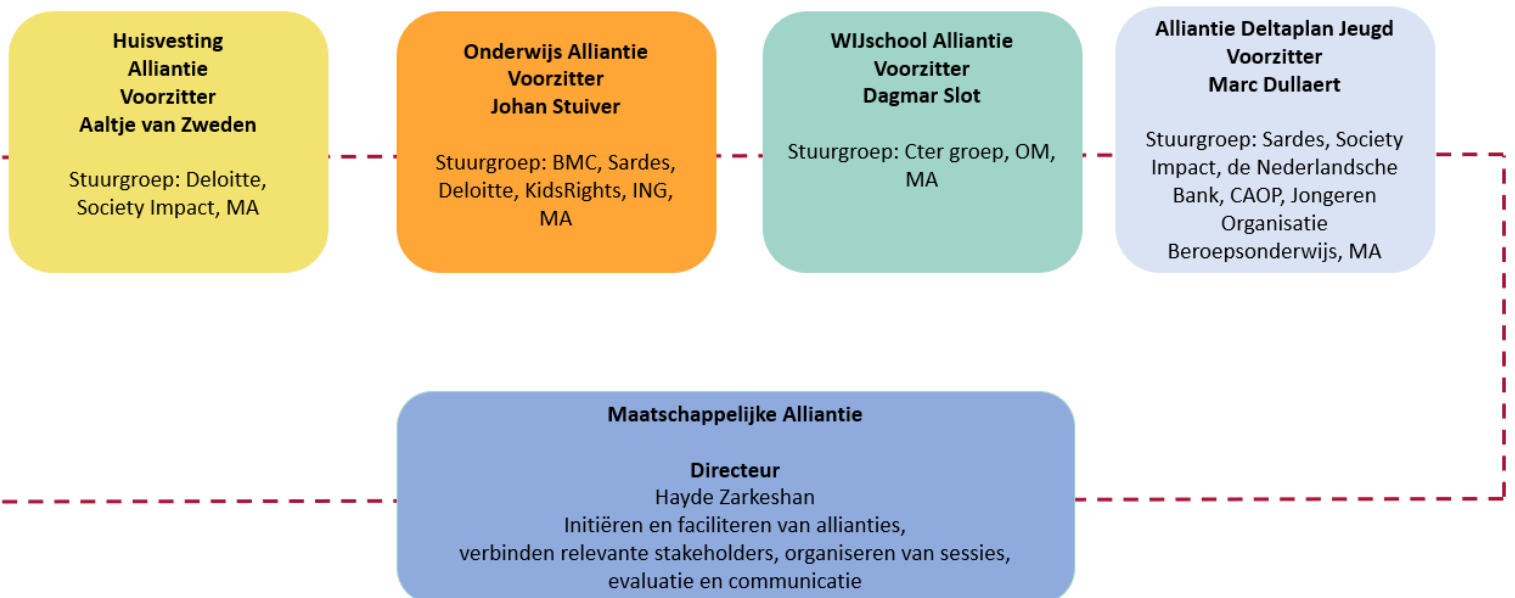 Huisvesting
Alliantie
Voorzitter
Aaltje van Zweden
Stuurgroep: Deloitte,
Society Impact, MA
Onderwijs Alliantie
Voorzitter
Johan Stuiver
Stuurgroep: BMC, Sardes,
Deloitte, KidsRights, ING,
MA
WIJschool Alliantie
Voorzitter
Dagmar Slot
Stuurgroep: Cter groep, OM,
MA
Alliantie Deltaplan Jeugd
Voorzitter
Marc Dullaert
Stuurgroep: Sardes, Society
Impact, de Nederlandsche
Bank, CAOP, Jongeren
Organisatie
Beroepsonderwijs, MA
Maatschappelijke Alliantie
Directeur
Hayde Zarkeshan
Initiëren en faciliteren van allianties,
verbinden relevante stakeholders, organiseren van sessies,
evaluatie en communicatie